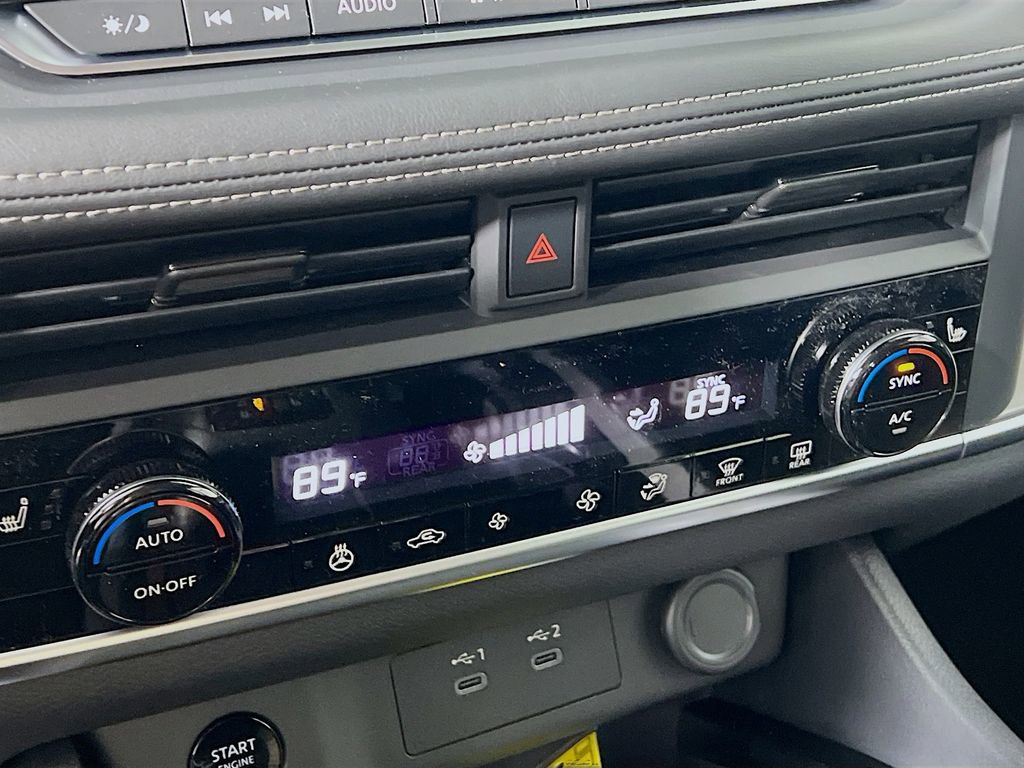 AUDIO
SYNC
SYNC
A/C
SYNC
89°F
REAR
89°F
REAR
FRONT
AUTO
ON·OFF
1
2
START
ENGINE